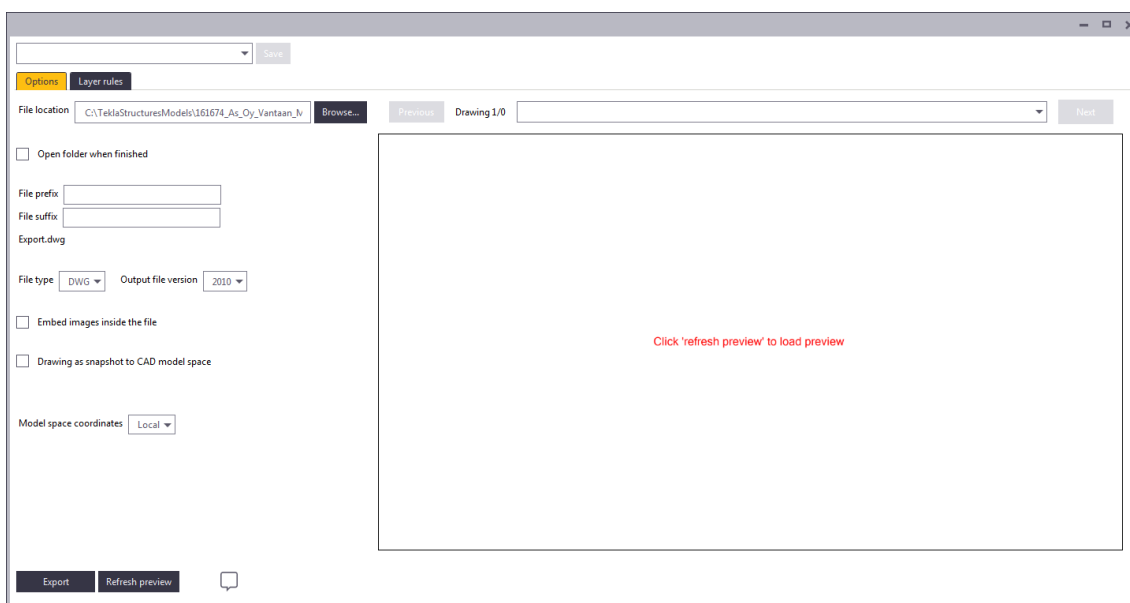 Save
Options Layer rules
File location C:\TeklaStructuresModels\161674_As_Oy_Vantaan_M Browse... Previous Drawing 1/0 Next
Open folder when finished
File prefix
File suffix
Export.dwg
File type DWG Output file version 2010
Embed images inside the file
Click 'refresh preview' to load preview
Drawing as snapshot to CAD model space
Model space coordinates Local
Export Refresh preview